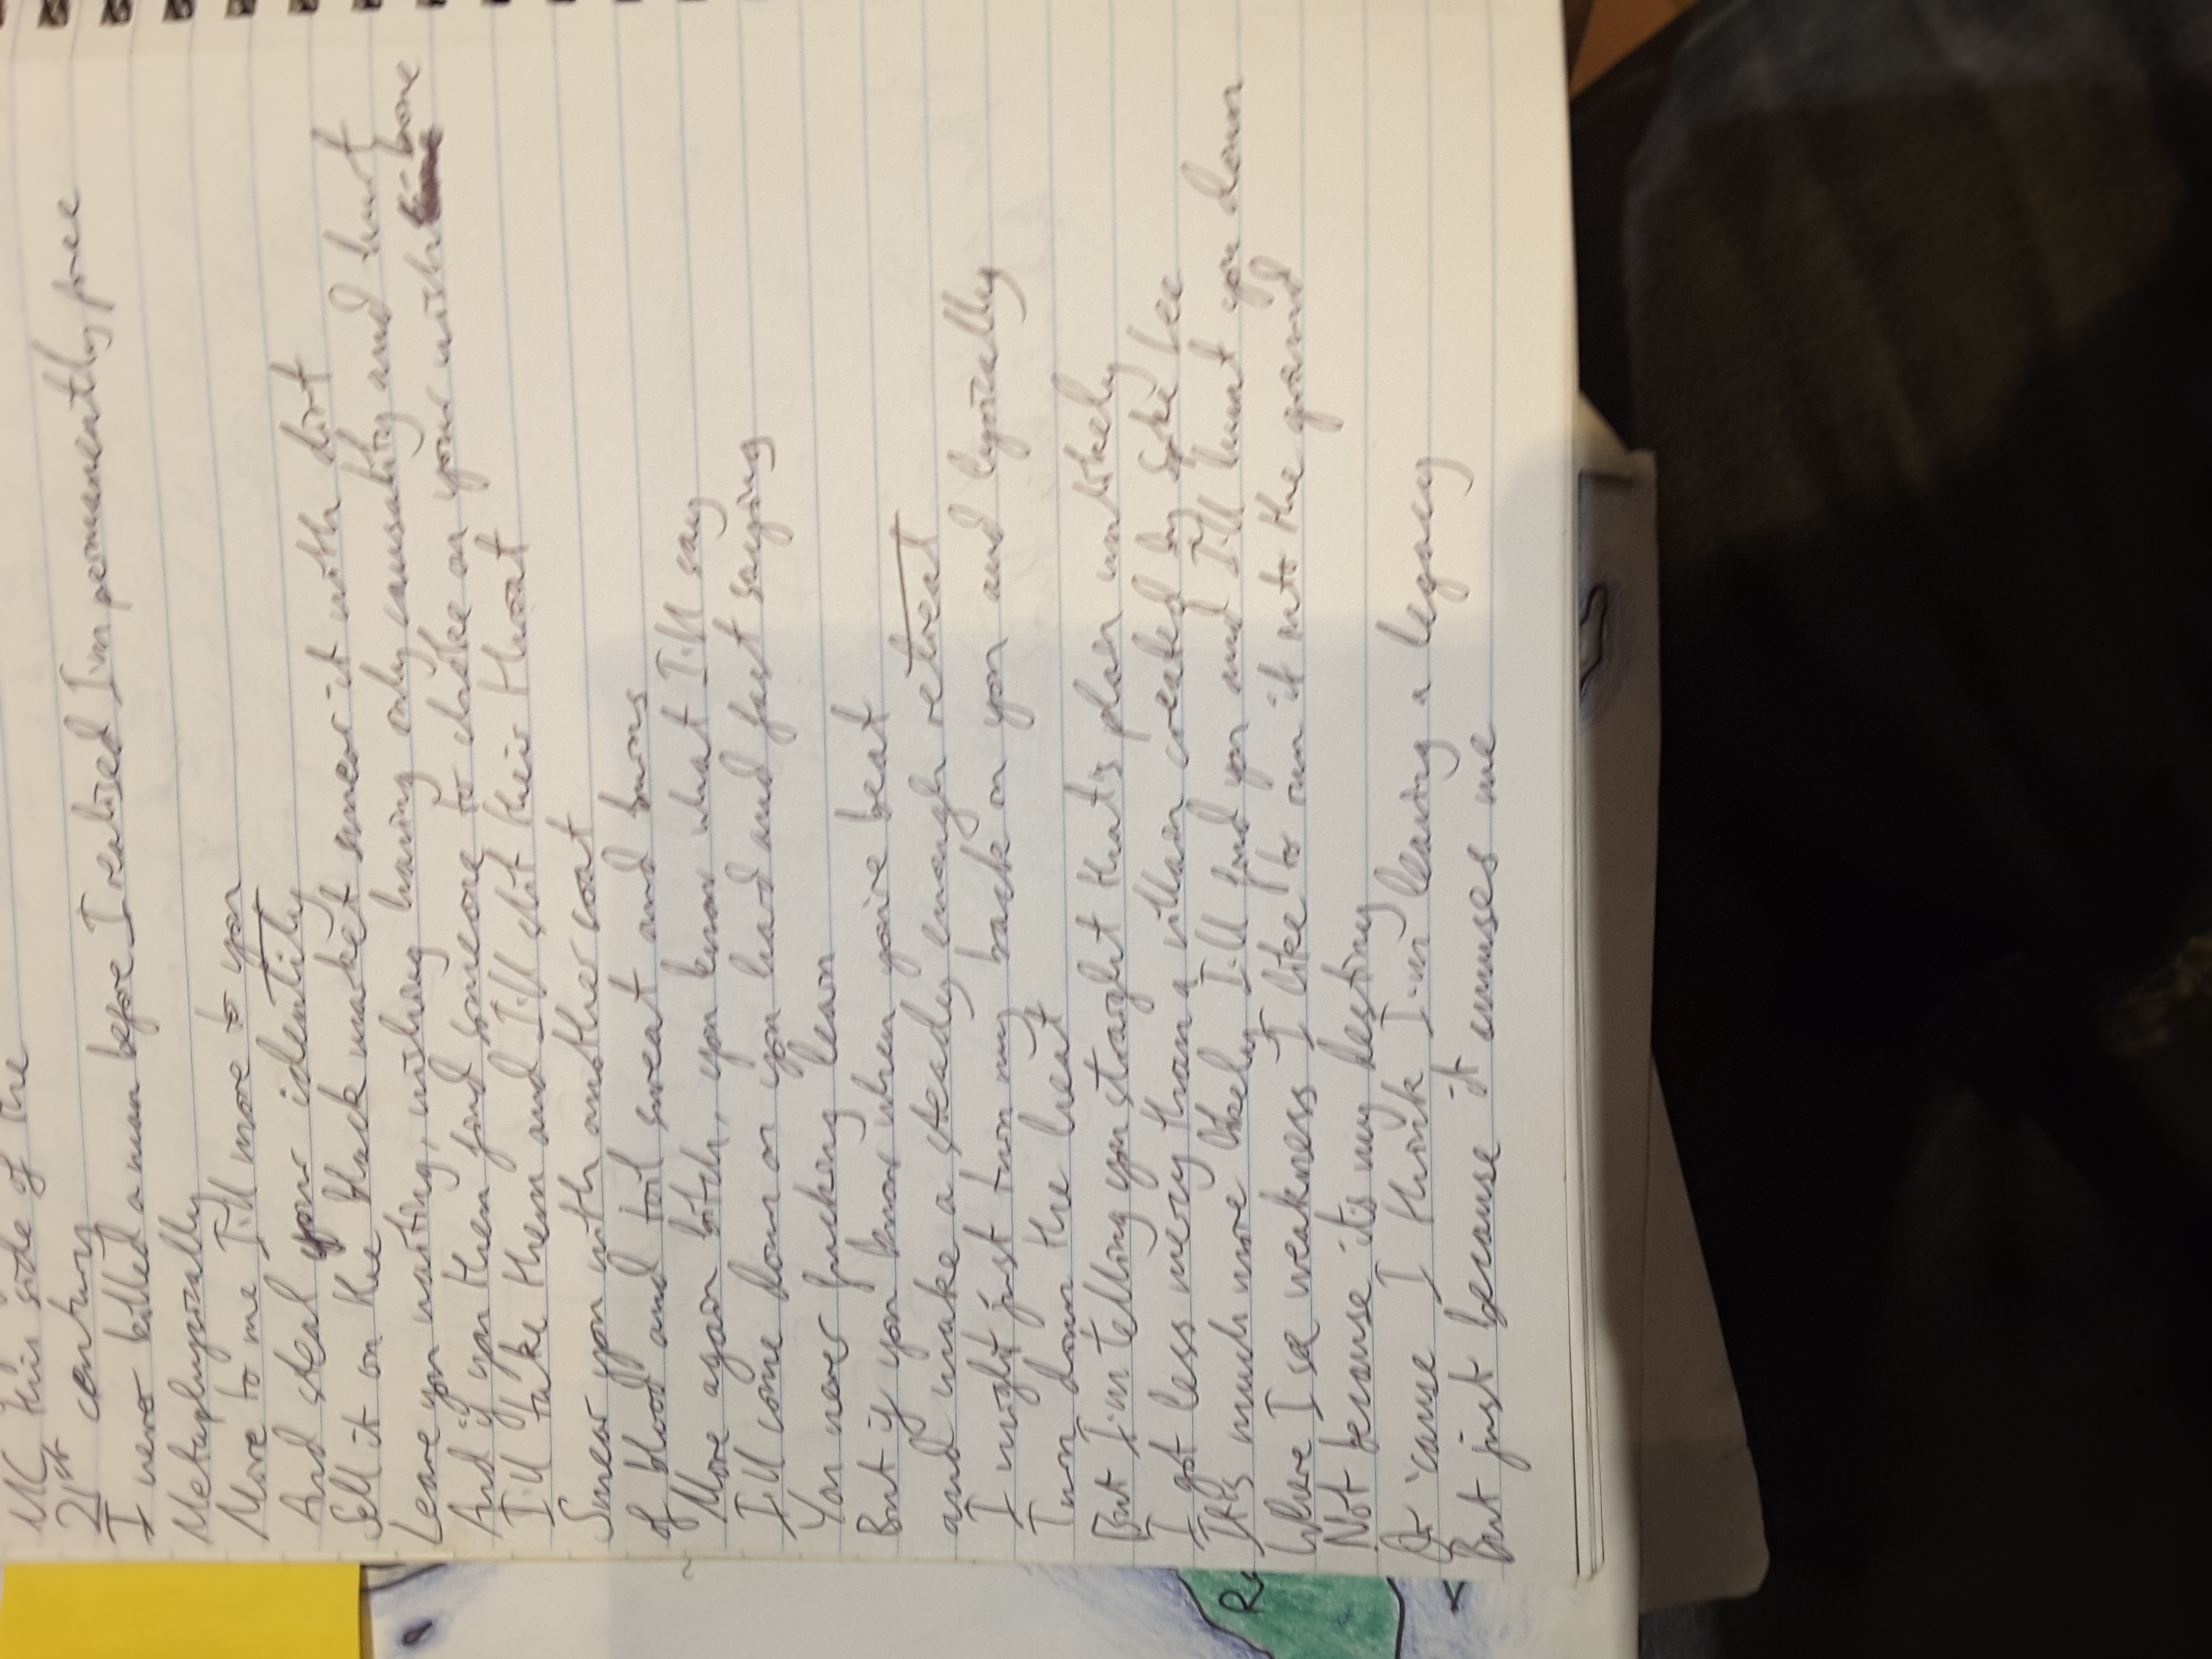 MC this side of the
21st century
I never killed a man before I realised I'm permanently free
Metaphysically
Move to me I'll move to you
And steal your identity
Sell it on the black market smear it with dirt
Leave you waiting, wishing having only causality and hurt
And if you then find someone to choke on your wish-bone
I'll take them and I'll slit their throat
Smear you with another coat
of blood and toil sweat and burns
Move again bitch, you know what I'll say
I'll come down on you hard and fast saying
You never fucking learn
But if you know when you're beat
and make a steady enough retreat
I might just turn my back on you and lyrically
Turn down the heat
But I'm telling you straight that's plain unlikely
I got less mercy than a villain created by Spike Lee
It's much more likely I'll find you and I'll hunt you down
Where I see weakness I like to run it into the ground
Not because it's my destiny
Or 'cause I think I'm leaving a legacy
But just because it amuses me